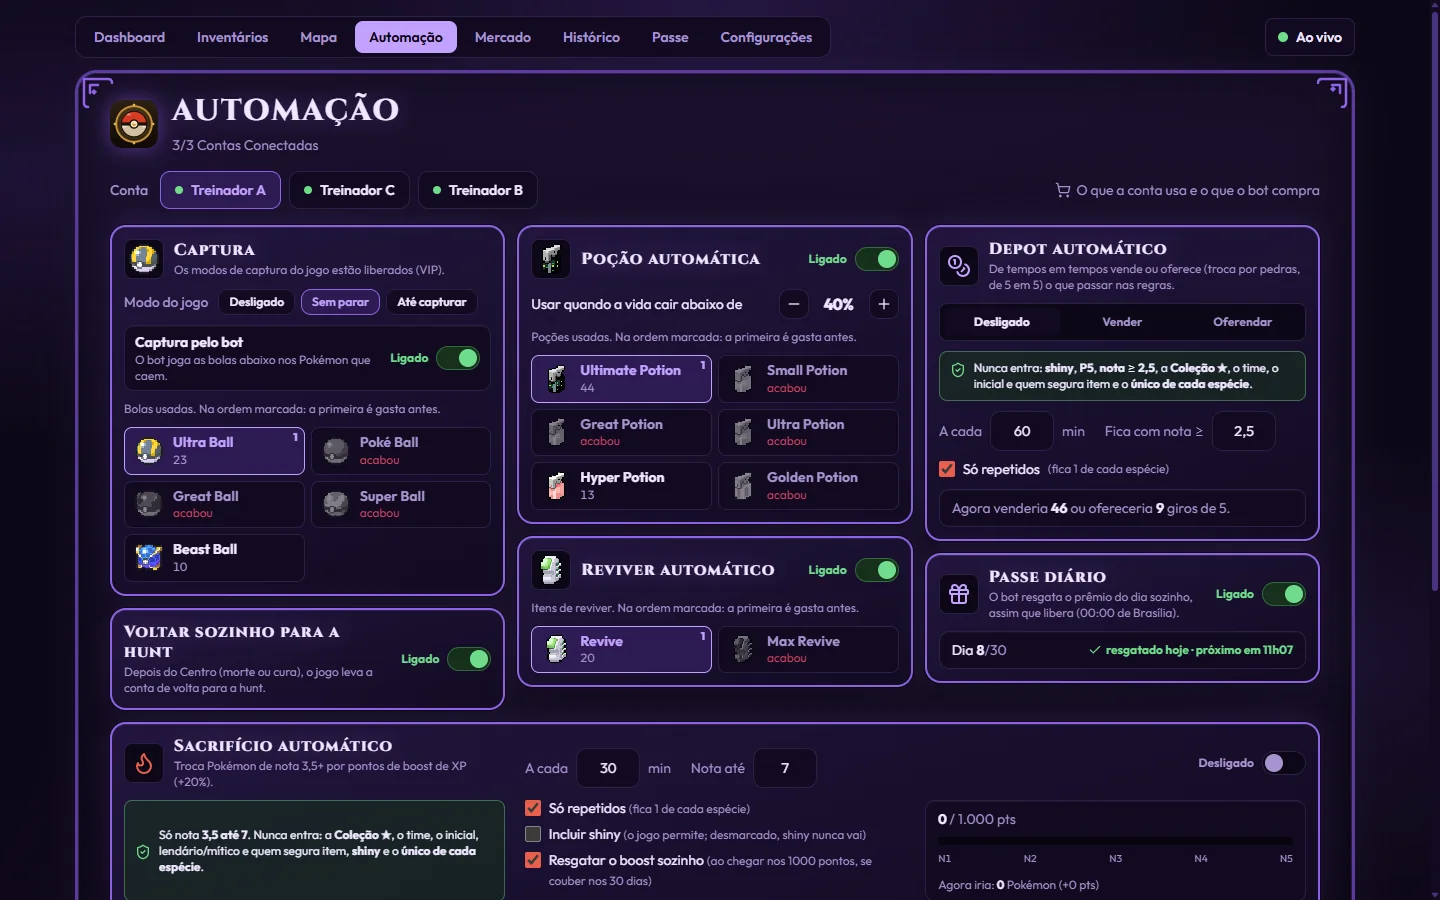 Dashboard Inventários Mapa Automação Mercado Histórico Passe Configurações
Ao vivo
AUTOMAÇÃO
3/3 Contas Conectadas
Conta Treinador A Treinador C Treinador B
O que a conta usa e o que o bot compra
CAPTURA
Os modos de captura do jogo estão liberados (VIP).
Modo do jogo Desligado Sem parar Até capturar
Captura pelo bot
O bot joga as bolas abaixo nos Pokémon que
caem.
Ligado
Bolas usadas. Na ordem marcada: a primeira é gasta antes.
Ultra Ball 1
23
Poké Ball
acabou
Great Ball
acabou
Super Ball
acabou
Beast Ball
10
VOLTAR SOZINHO PARA A
HUNT
Depois do Centro (morte ou cura), o jogo leva a
conta de volta para a hunt.
Ligado
POÇÃO AUTOMÁTICA
Ligado
Usar quando a vida cair abaixo de − 40% +
Poções usadas. Na ordem marcada: a primeira é gasta antes.
Ultimate Potion 1
44
Small Potion
acabou
Great Potion
acabou
Ultra Potion
acabou
Hyper Potion
13
Golden Potion
acabou
REVIVER AUTOMÁTICO
Ligado
Itens de reviver. Na ordem marcada: a primeira é gasta antes.
Revive 1
20
Max Revive
acabou
DEPOT AUTOMÁTICO
De tempos em tempos vende ou oferece (troca por pedras,
de 5 em 5) o que passar nas regras.
Desligado Vender Oferendar
Nunca entra: shiny, P5, nota ≥ 2,5, a Coleção ★, o time, o
inicial e quem segura item e o único de cada espécie.
A cada 60 min Fica com nota ≥ 2,5
Só repetidos (fica 1 de cada espécie)
Agora venderia 46 ou ofereceria 9 giros de 5.
PASSE DIÁRIO
O bot resgata o prêmio do dia sozinho,
assim que libera (00:00 de Brasília).
Ligado
Dia 8/30
resgatado hoje · próximo em 11h07
SACRIFÍCIO AUTOMÁTICO
Troca Pokémon de nota 3,5+ por pontos de boost de XP
(+20%).
Só nota 3,5 até 7. Nunca entra: a Coleção ★, o time, o inicial,
lendário/mítico e quem segura item, shiny e o único de cada
espécie.
A cada 30 min Nota até 7
Só repetidos (fica 1 de cada espécie)
Incluir shiny (o jogo permite; desmarcado, shiny nunca vai)
Resgatar o boost sozinho (ao chegar nos 1000 pontos, se
couber nos 30 dias)
Desligado
0 / 1.000 pts
N1 N2 N3 N4 N5
Agora iria: 0 Pokémon (+0 pts)